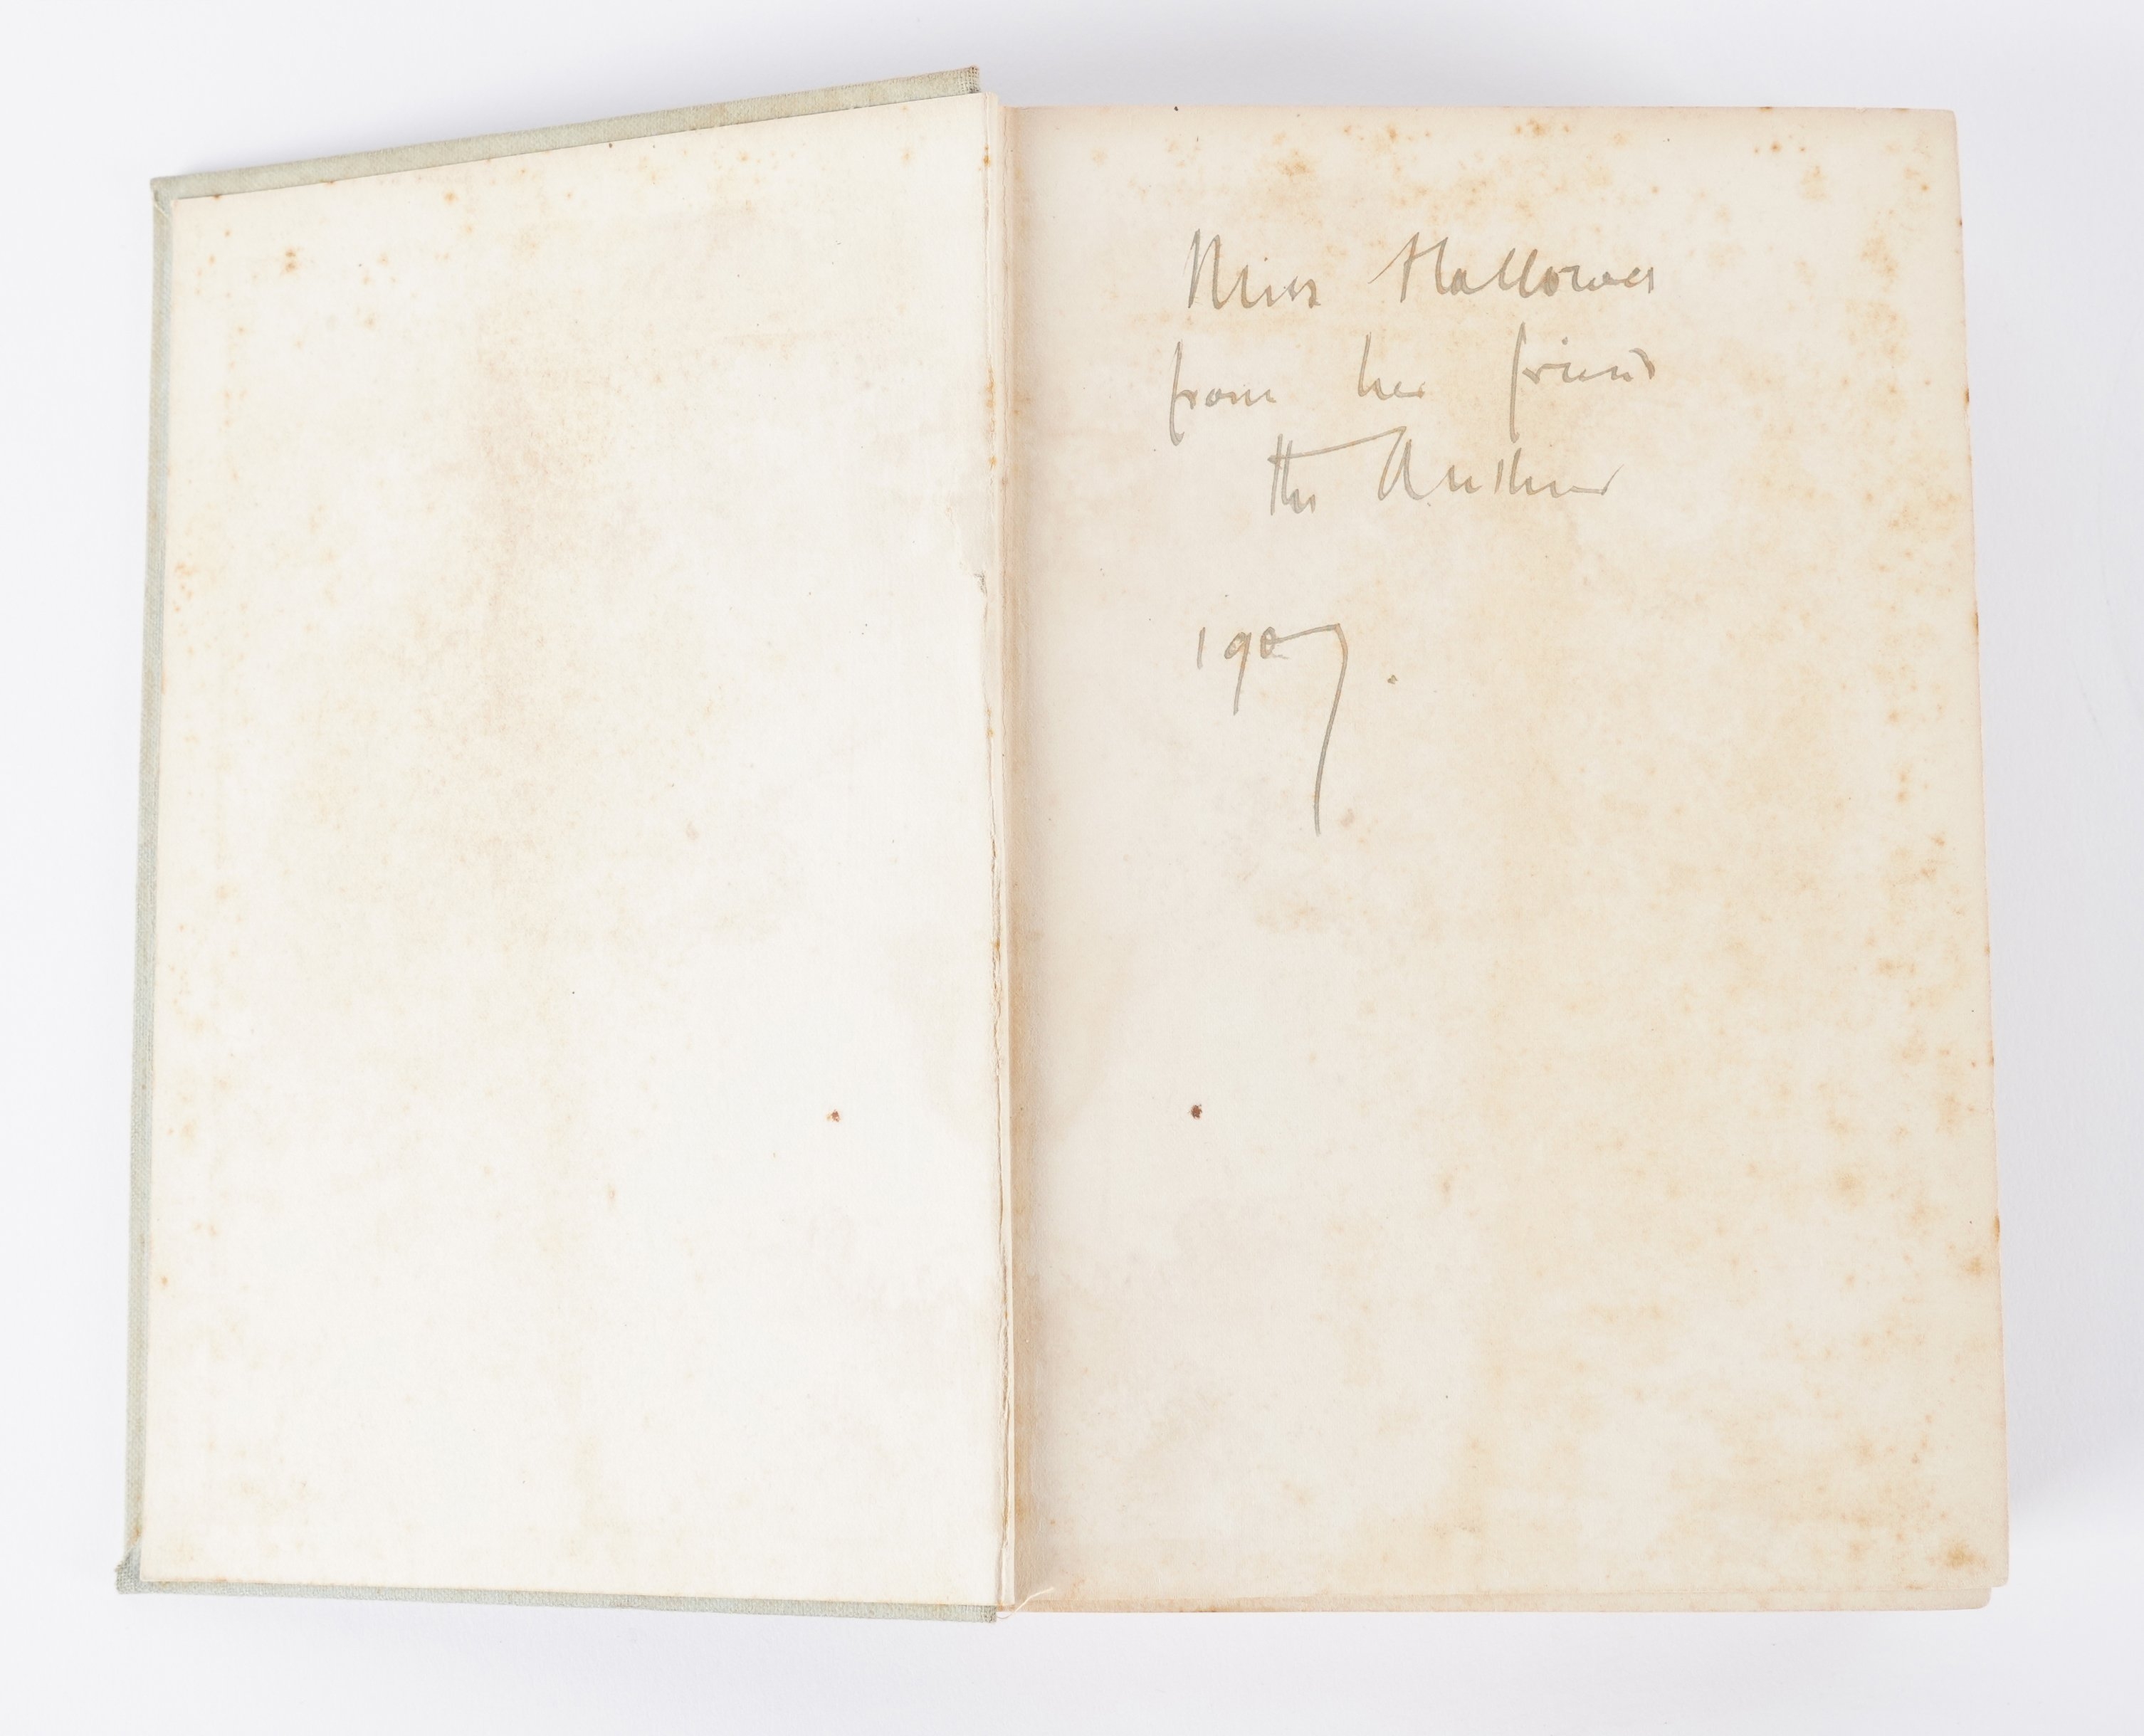 Miss Hallowes
from her friend
the Author
1907.